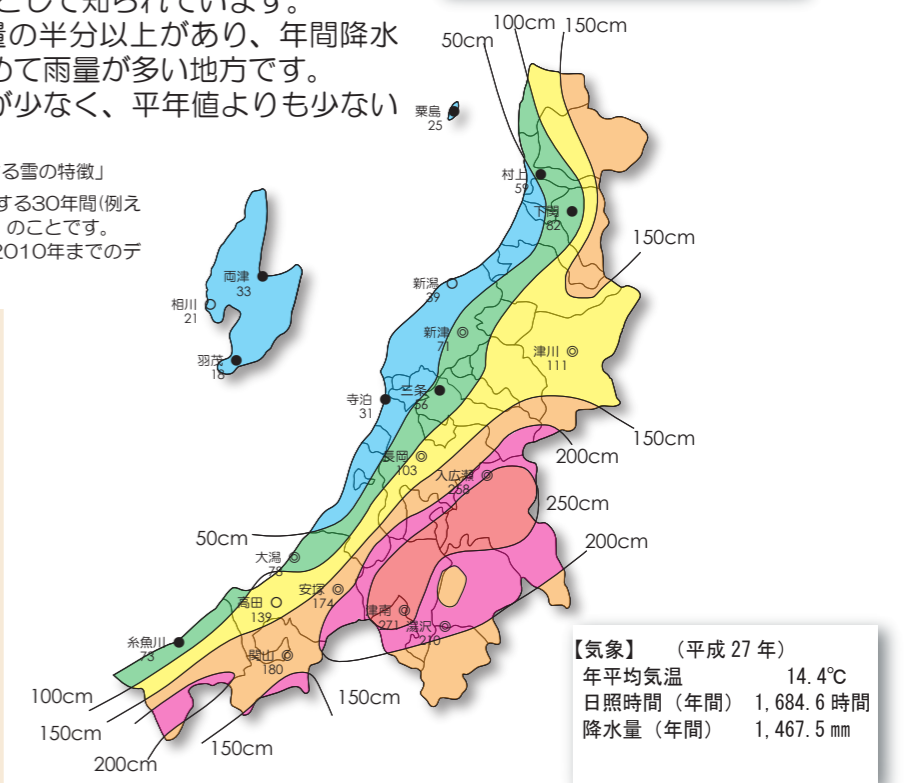 として知られています。
量の半分以上があり、年間降水
めて雨量が多い地方です。
が少なく、平年値よりも少ない
る雪の特徴」
する30年間(例え
のことです。
2010年までのデ
100cm
150cm
50cm
粟島
25
村上
59
下関
82
150cm
両津
33
相川
21
羽茂
18
新潟
39
新津
71
津川
111
三条
66
寺泊
31
長岡
103
150cm
200cm
入広瀬
258
250cm
200cm
50cm
大潟
78
安塚
174
高田
139
津南
271
湯沢
210
糸魚川
73
関山
180
100cm
150cm
200cm
150cm
150cm
【気象】 (平成 27 年)
年平均気温 14.4℃
日照時間（年間） 1,684.6 時間
降水量（年間） 1,467.5 ㎜